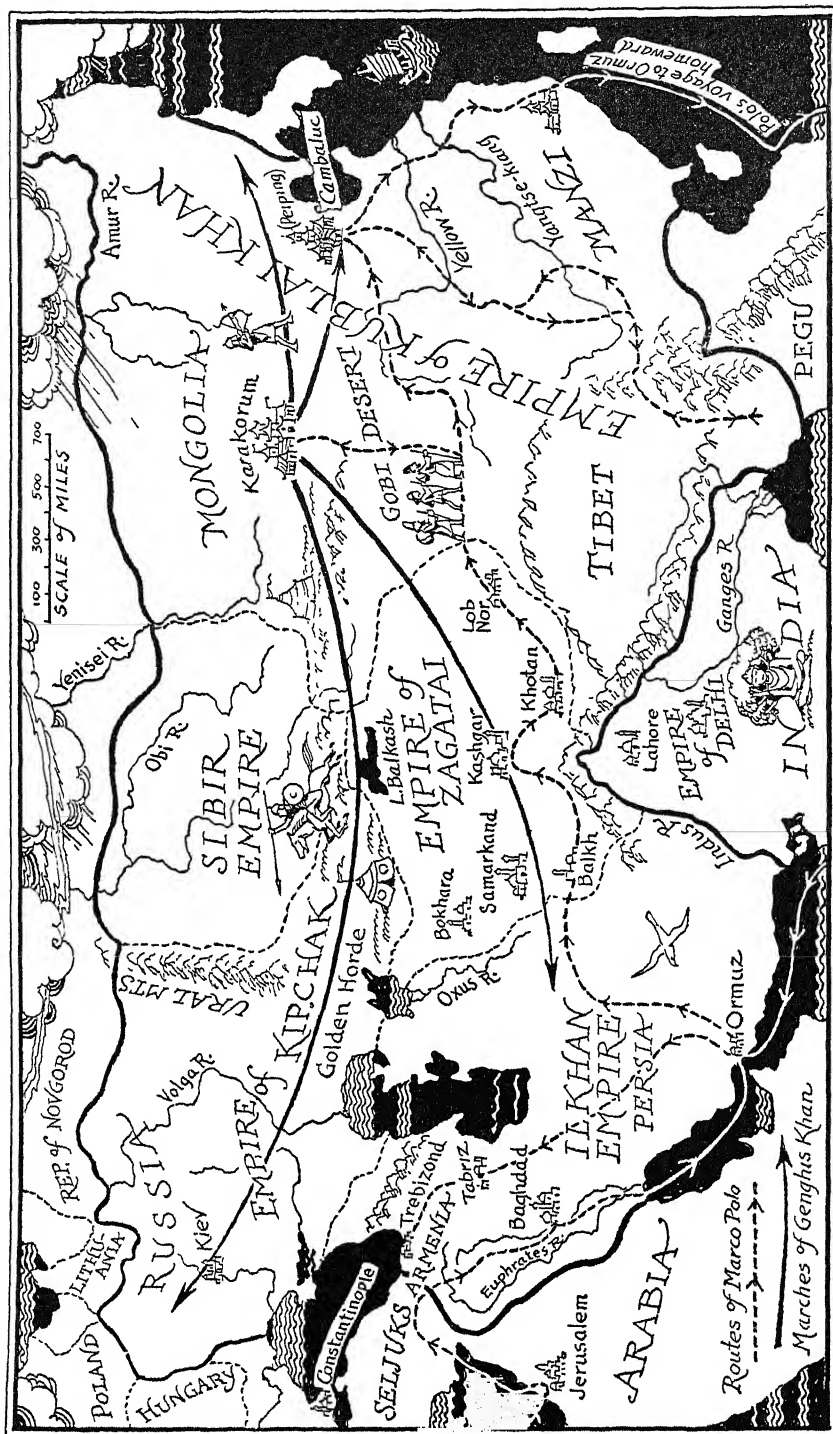 POLAND
HUNGARY
LITHU-
ANIA
REP. of NOVGOROD
RUSSIA
Kiev
Volga R.
URAL MTS.
EMPIRE of KIPCHAK
Golden Horde
SIBIR
EMPIRE
Obi R.
Yenisei R.
100 300 500 700
SCALE of MILES
MONGOLIA
Karakorum
Amur R.
EMPIRE of KUBLAI KHAN
(Peiping)
Cambaluc
GOBI DESERT
Yellow R.
Yangtse-kiang
MANZI
Polos voyage to Ormuz
homeward
Constantinople
SELJUKS
ARMENIA
Trebizond
Tabriz
Baghdad
Euphrates R.
Jerusalem
ARABIA
ILKHAN
EMPIRE
PERSIA
Ormuz
Oxus R.
Bokhara
Samarkand
Balkh
L. Balkash
EMPIRE of
ZAGATAI
Kashgar
Khotan
Lob
Nor
TIBET
Indus
R.
Lahore
EMPIRE
of
DELHI
Ganges R.
INDIA
PEGU
Routes of Marco Polo
Marches of Genghis Khan